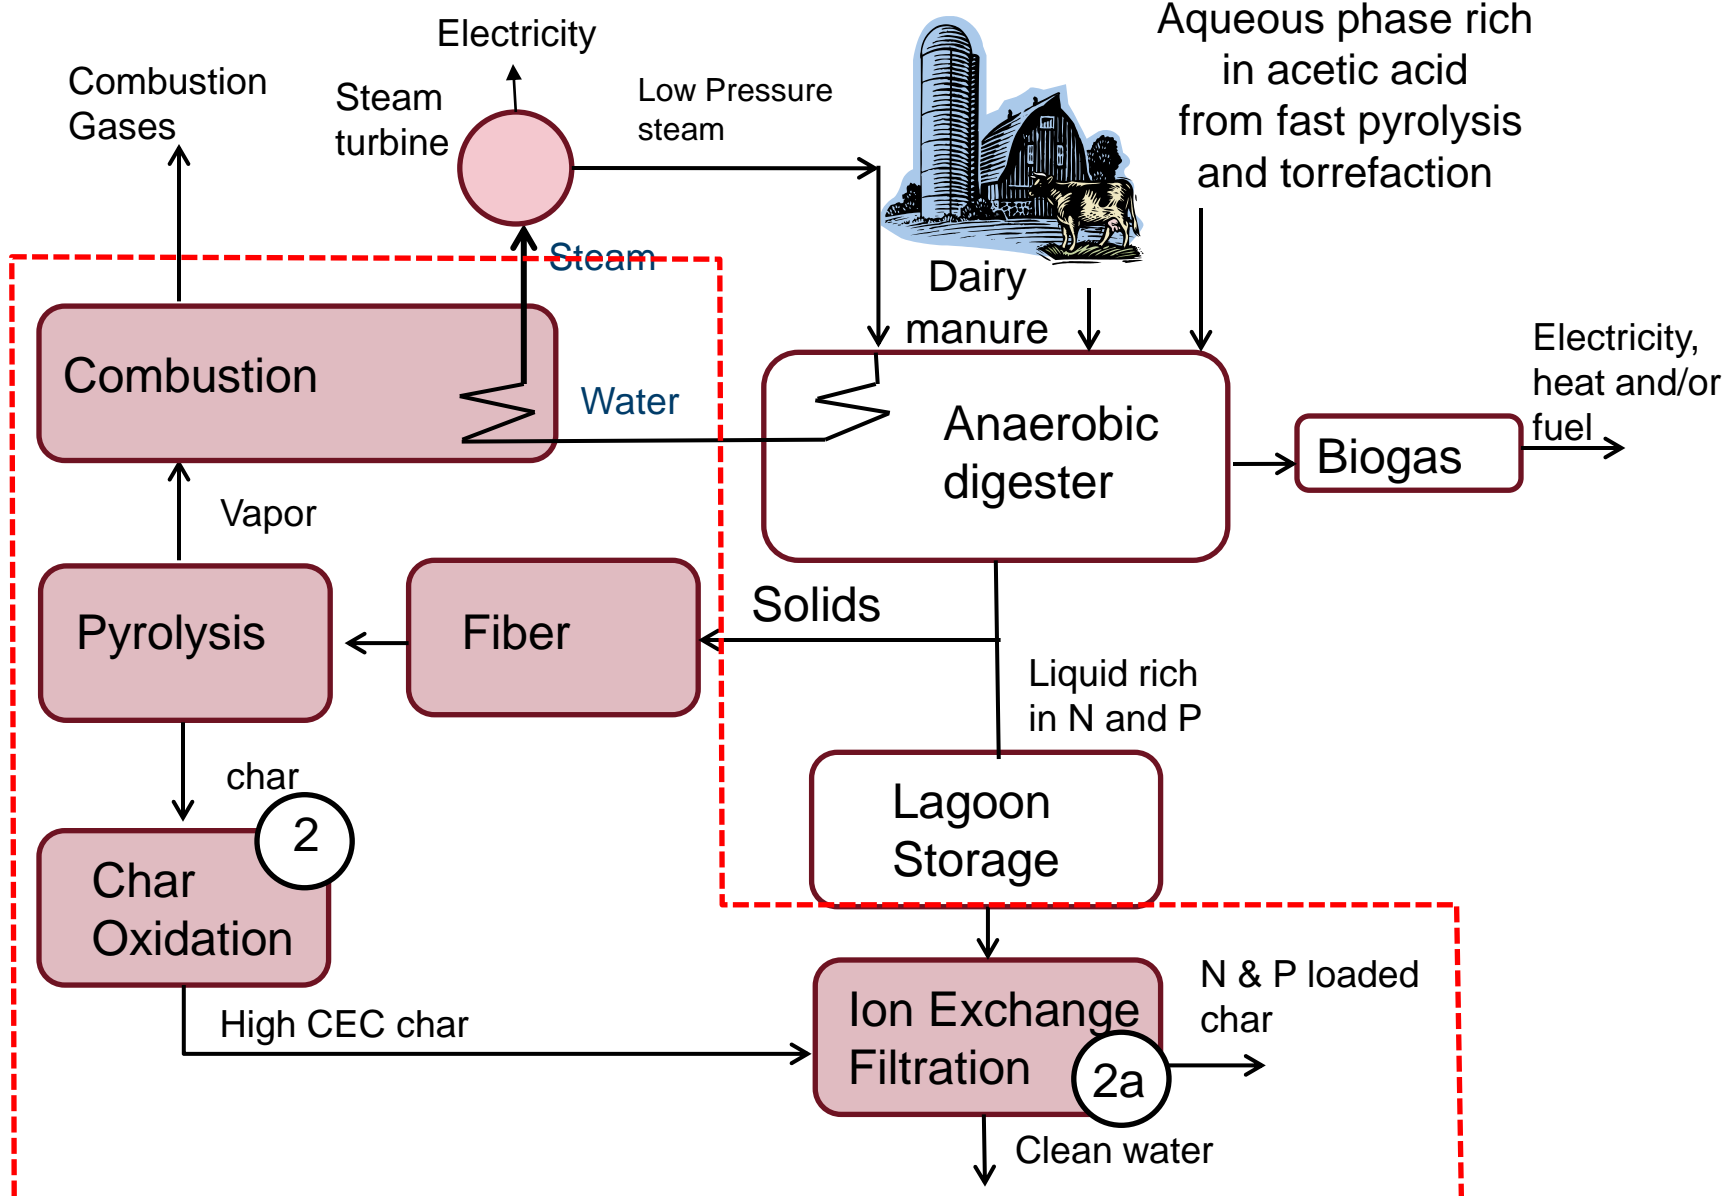 Electricity
Combustion
Gases
Steam
turbine
Low Pressure
steam
Aqueous phase rich
in acetic acid
from fast pyrolysis
and torrefaction
Steam
Dairy
manure
Combustion
Water
Anaerobic
digester
Biogas
Electricity,
heat and/or
fuel
Vapor
Pyrolysis
Fiber
Solids
Liquid rich
in N and P
char
2
Char
Oxidation
Lagoon
Storage
High CEC char
Ion Exchange
Filtration
2a
N & P loaded
char
Clean water